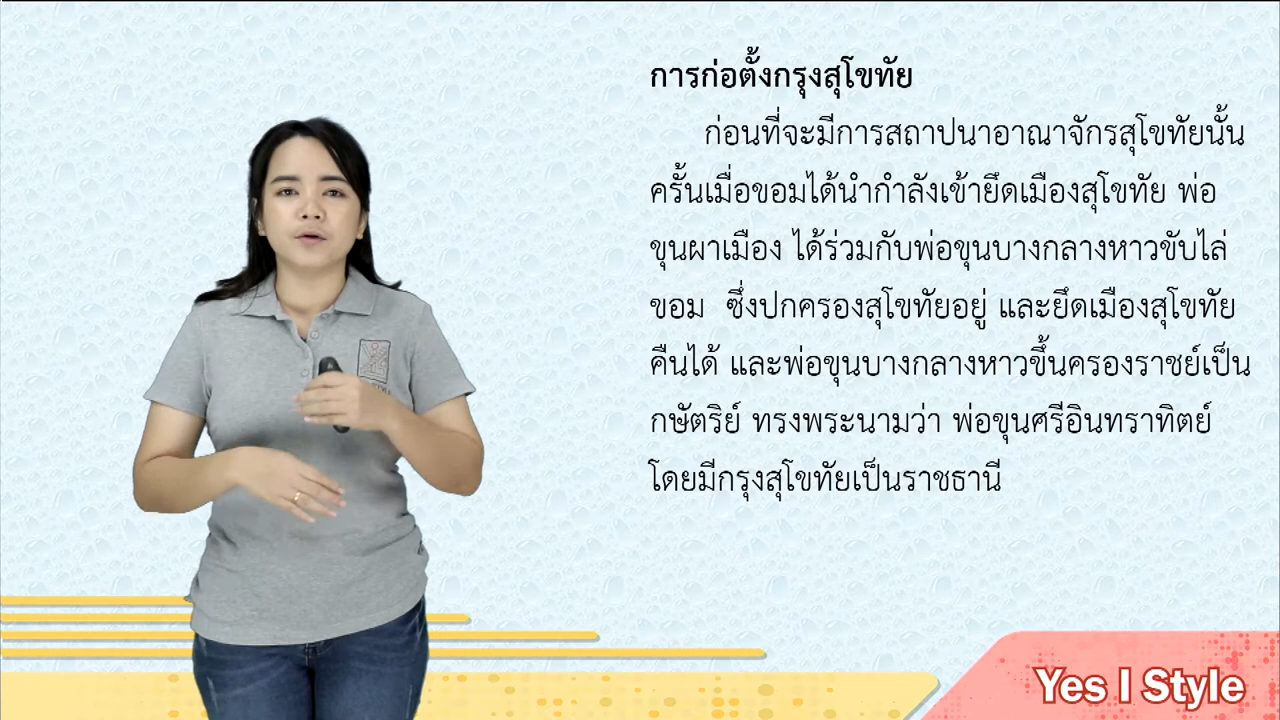 การก่อตั้งกรุงสุโขทัย
ก่อนที่จะมีการสถาปนาอาณาจักรสุโขทัยนั้น
ครั้นเมื่อขอมได้นำกำลังเข้ายึดเมืองสุโขทัย พ่อ
ขุนผาเมือง ได้ร่วมกับพ่อขุนบางกลางหาวขับไล่
ขอม  ซึ่งปกครองสุโขทัยอยู่ และยึดเมืองสุโขทัย
คืนได้ และพ่อขุนบางกลางหาวขึ้นครองราชย์เป็น
กษัตริย์ ทรงพระนามว่า พ่อขุนศรีอินทราทิตย์
โดยมีกรุงสุโขทัยเป็นราชธานี
Yes I Style